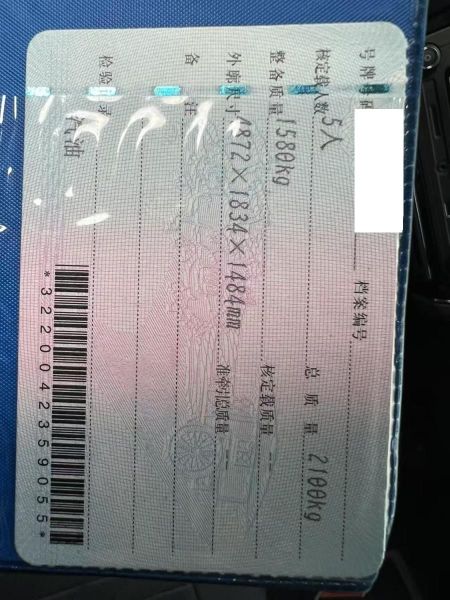 号牌号码 档案编号
核定载人数 5人 总质量 2100kg
整备质量 1580kg 核定载质量 --
外廓尺寸 4872×1834×1484mm 准牵引总质量 --
备注
检验记录
汽油
*3220042359055*